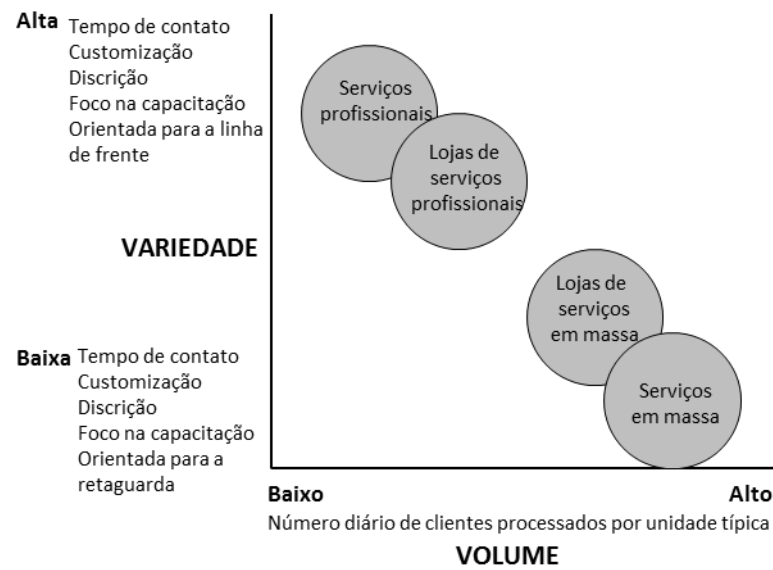 Alta
Tempo de contato
Customização
Discrição
Foco na capacitação
Orientada para a linha
de frente
Serviços
profissionais
Lojas de
serviços
profissionais
VARIEDADE
Lojas de
serviços
em massa
Serviços
em massa
Baixa
Tempo de contato
Customização
Discrição
Foco na capacitação
Orientada para a
retaguarda
Baixo
Alto
Número diário de clientes processados por unidade típica
VOLUME